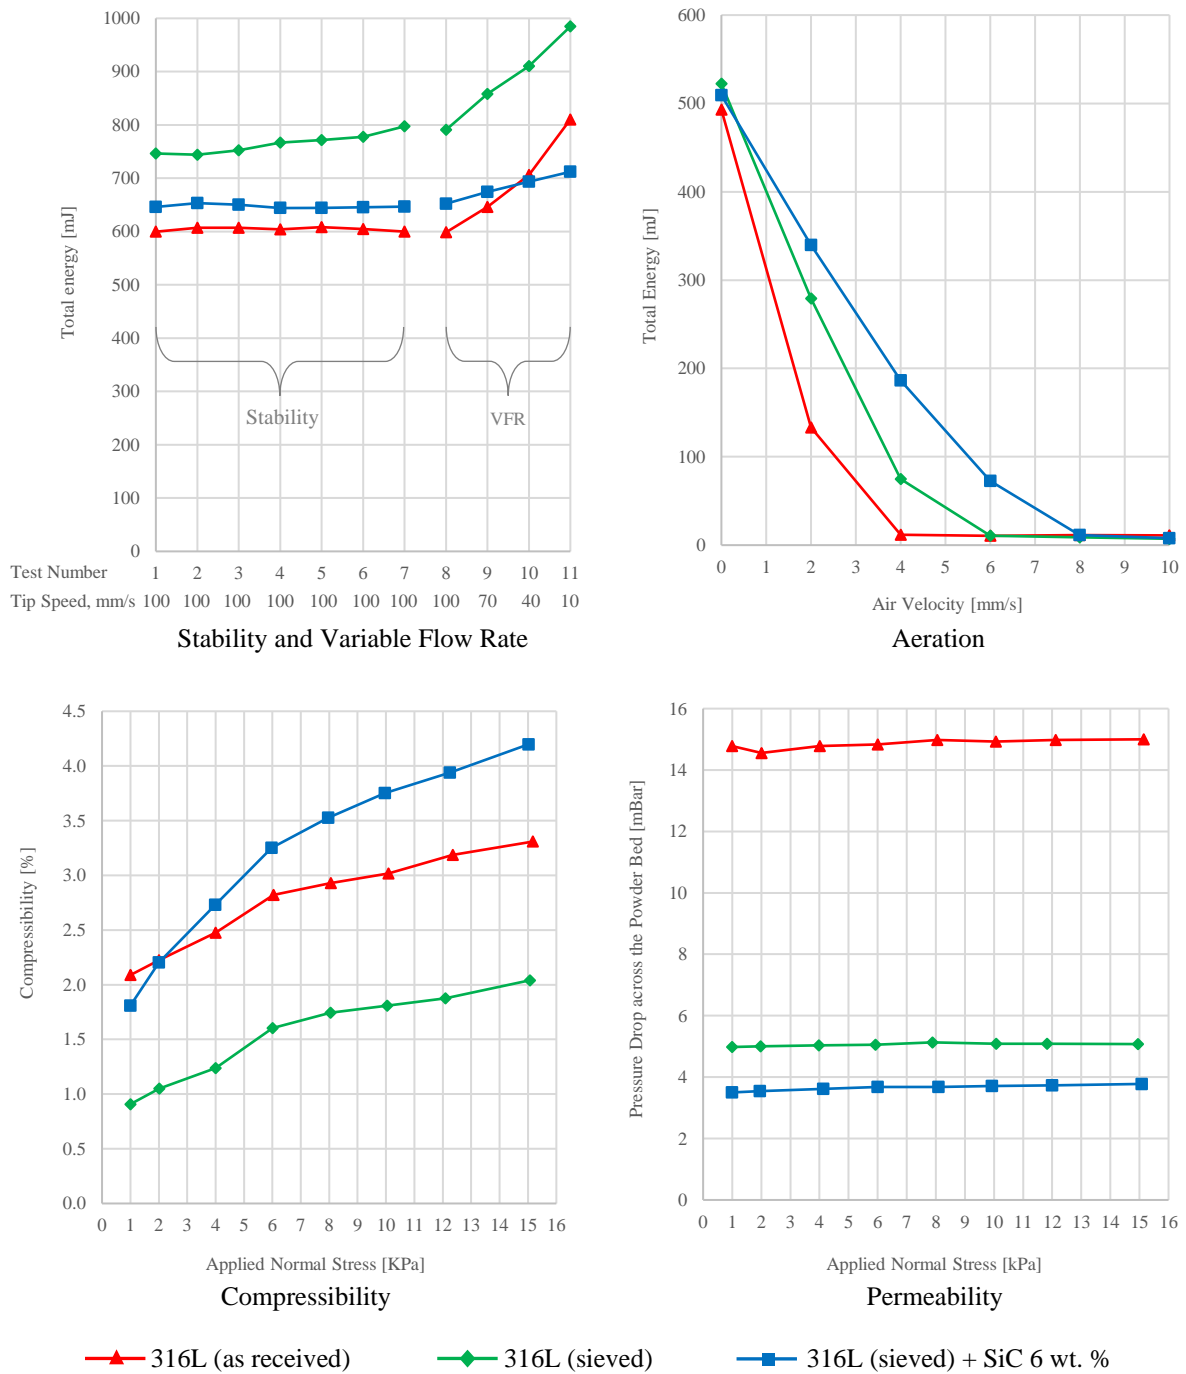 1000
900
800
700
600
500
400
300
200
100
0
Total energy [mJ]
Stability
VFR
Test Number 1 2 3 4 5 6 7 8 9 10 11
Tip Speed, mm/s 100 100 100 100 100 100 100 100 70 40 10
Stability and Variable Flow Rate
600
500
400
300
200
100
0
Total Energy [mJ]
0 1 2 3 4 5 6 7 8 9 10
Air Velocity [mm/s]
Aeration
4.5
4.0
3.5
3.0
2.5
2.0
1.5
1.0
0.5
0.0
Compressibility [%]
0 1 2 3 4 5 6 7 8 9 10 11 12 13 14 15 16
Applied Normal Stress [KPa]
Compressibility
16
14
12
10
8
6
4
2
0
Pressure Drop across the Powder Bed [mBar]
0 1 2 3 4 5 6 7 8 9 10 11 12 13 14 15 16
Applied Normal Stress [kPa]
Permeability
316L (as received)
316L (sieved)
316L (sieved) + SiC 6 wt. %